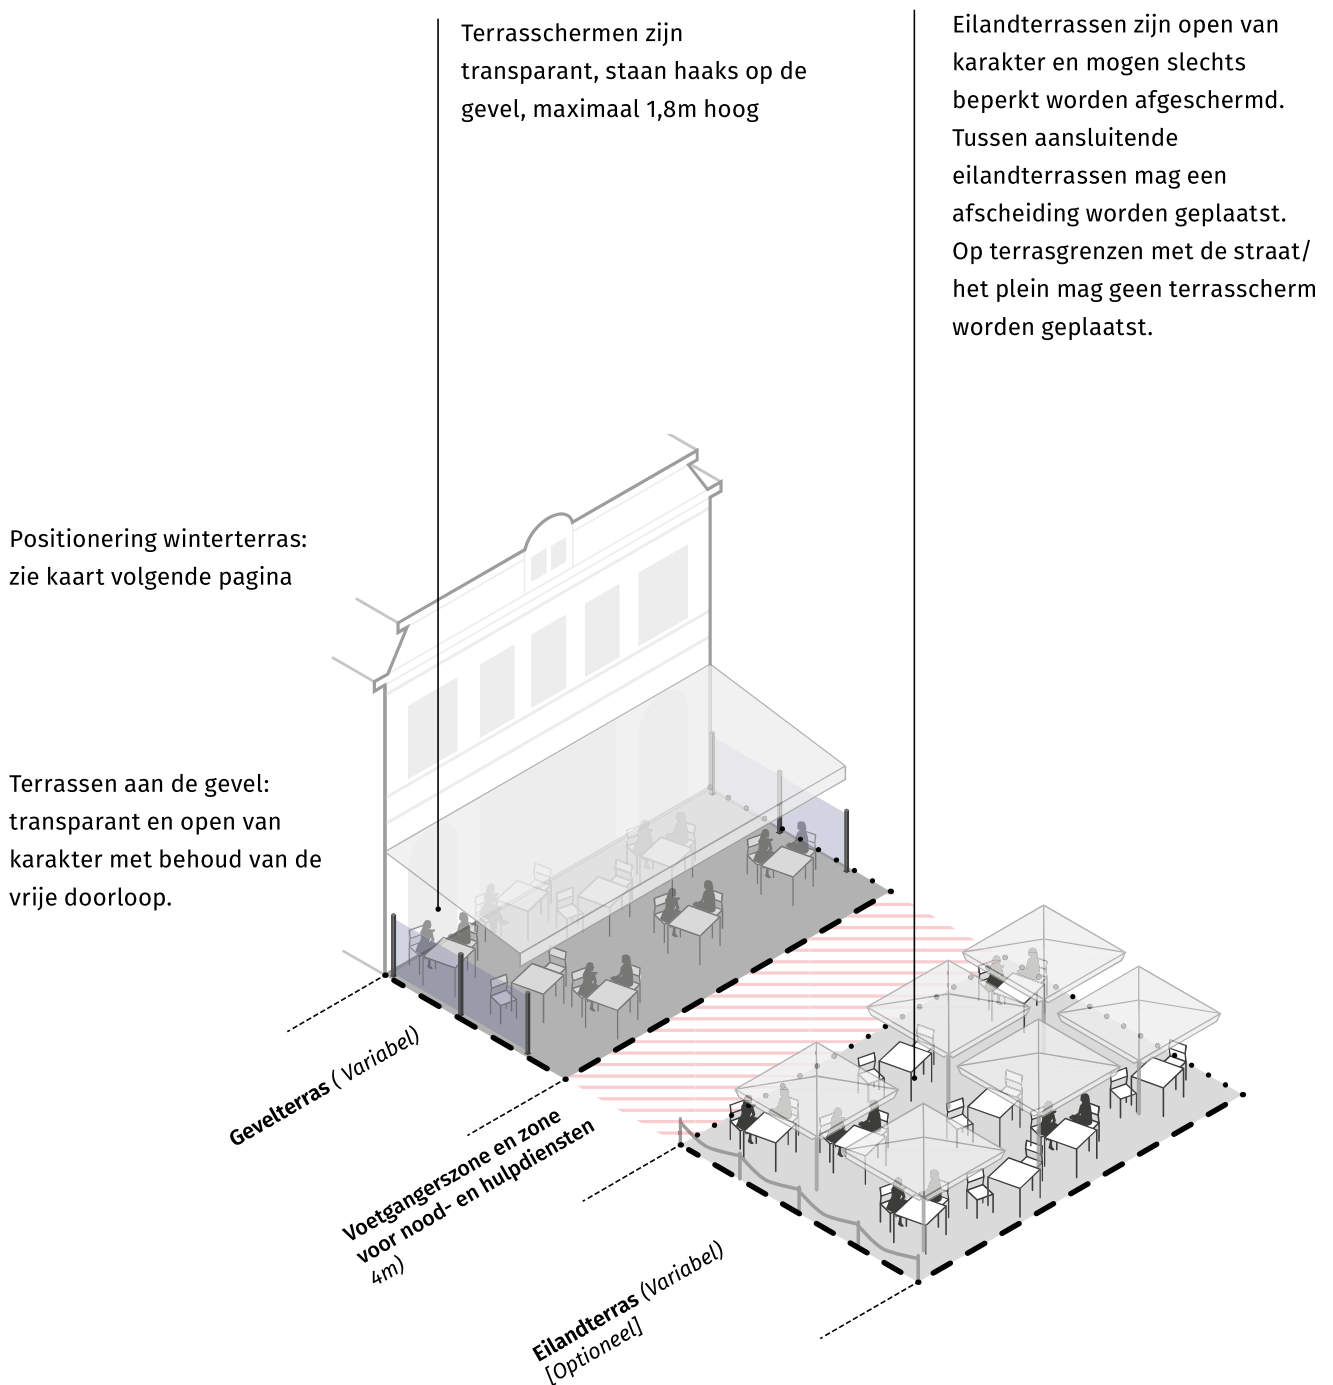 Terrasschermen zijn
transparant, staan haaks op de
gevel, maximaal 1,8m hoog
Eilandterrassen zijn open van
karakter en mogen slechts
beperkt worden afgeschermd.
Tussen aansluitende
eilandterrassen mag een
afscheiding worden geplaatst.
Op terrasgrenzen met de straat/
het plein mag geen terrasscherm
worden geplaatst.
Positionering winterterras:
zie kaart volgende pagina
Terrassen aan de gevel:
transparant en open van
karakter met behoud van de
vrije doorloop.
Gevelterras ( Variabel)
Voetgangerszone en zone
voor nood- en hulpdiensten
4m)
Eilandterras (Variabel)
[Optioneel]